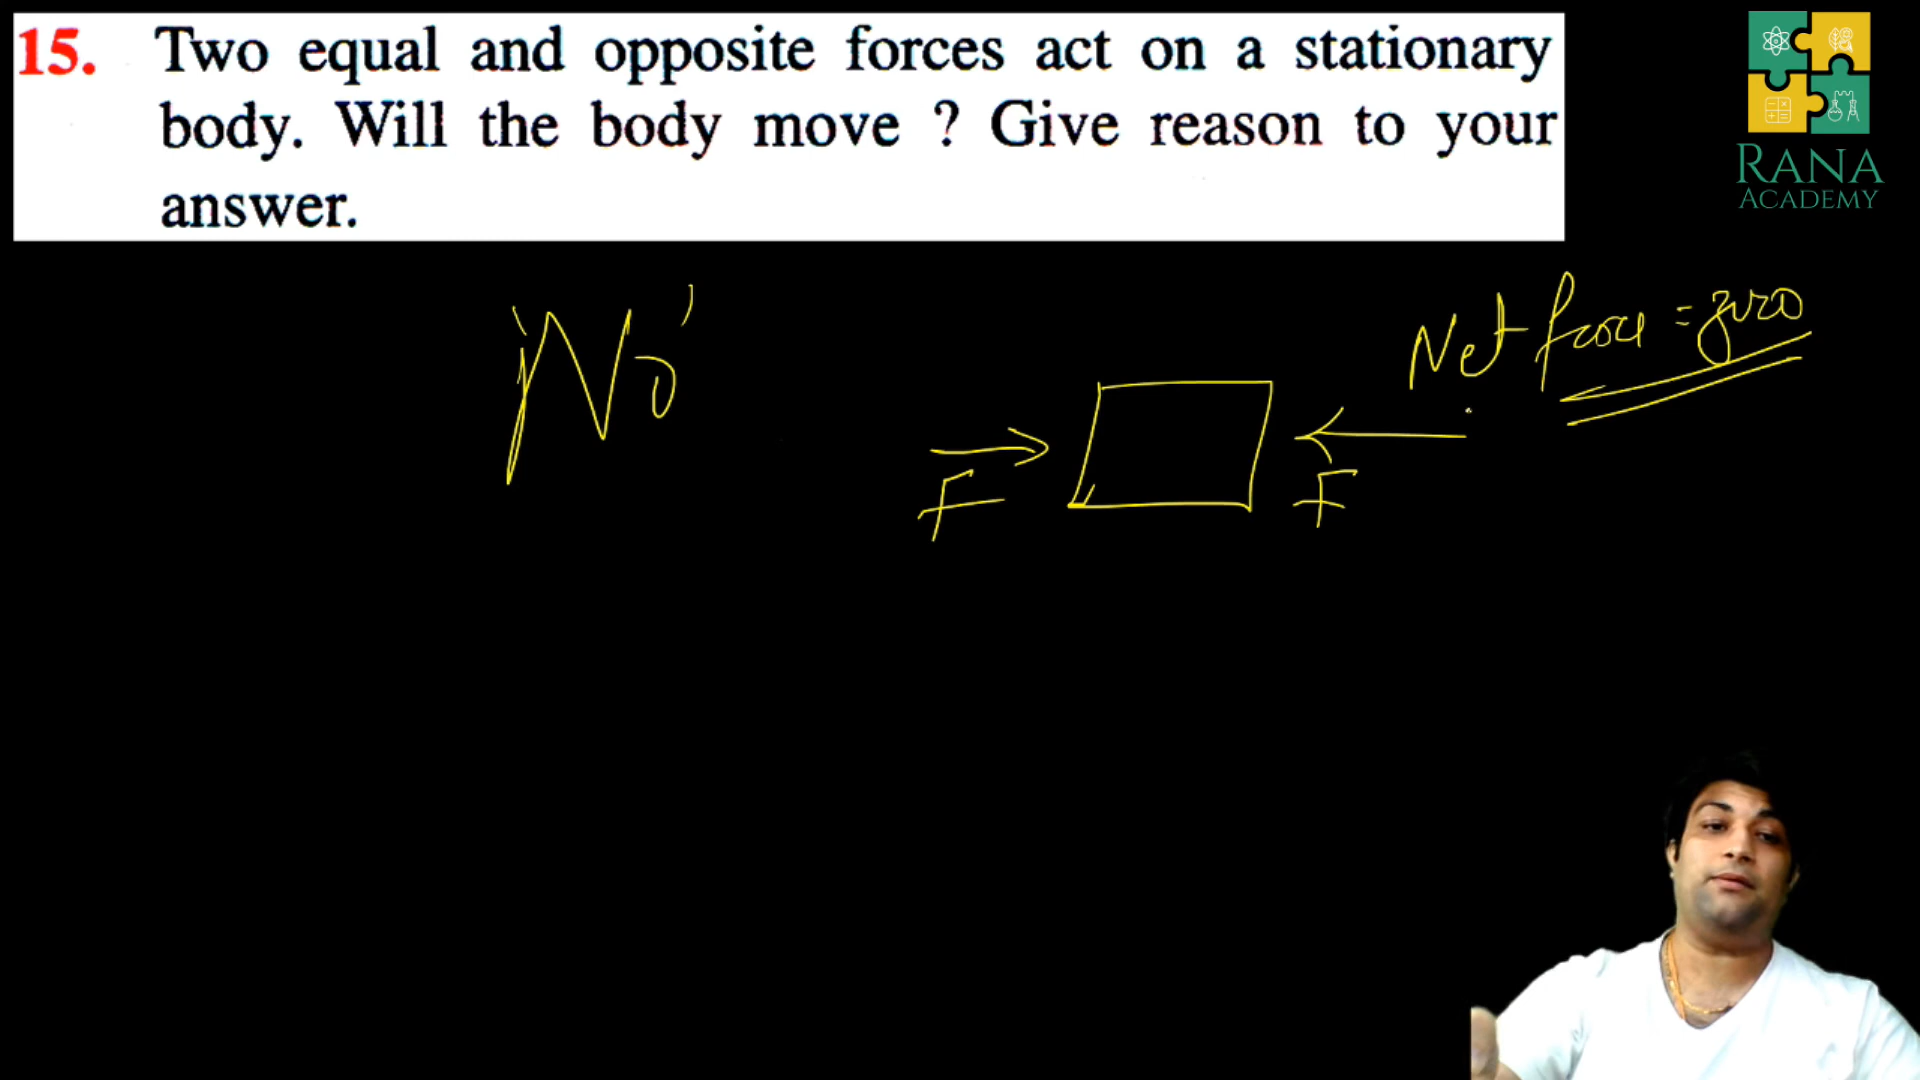 15. Two equal and opposite forces act on a stationary
body. Will the body move ? Give reason to your
answer.
RANA
ACADEMY
'No'
Net force = zero
F
F